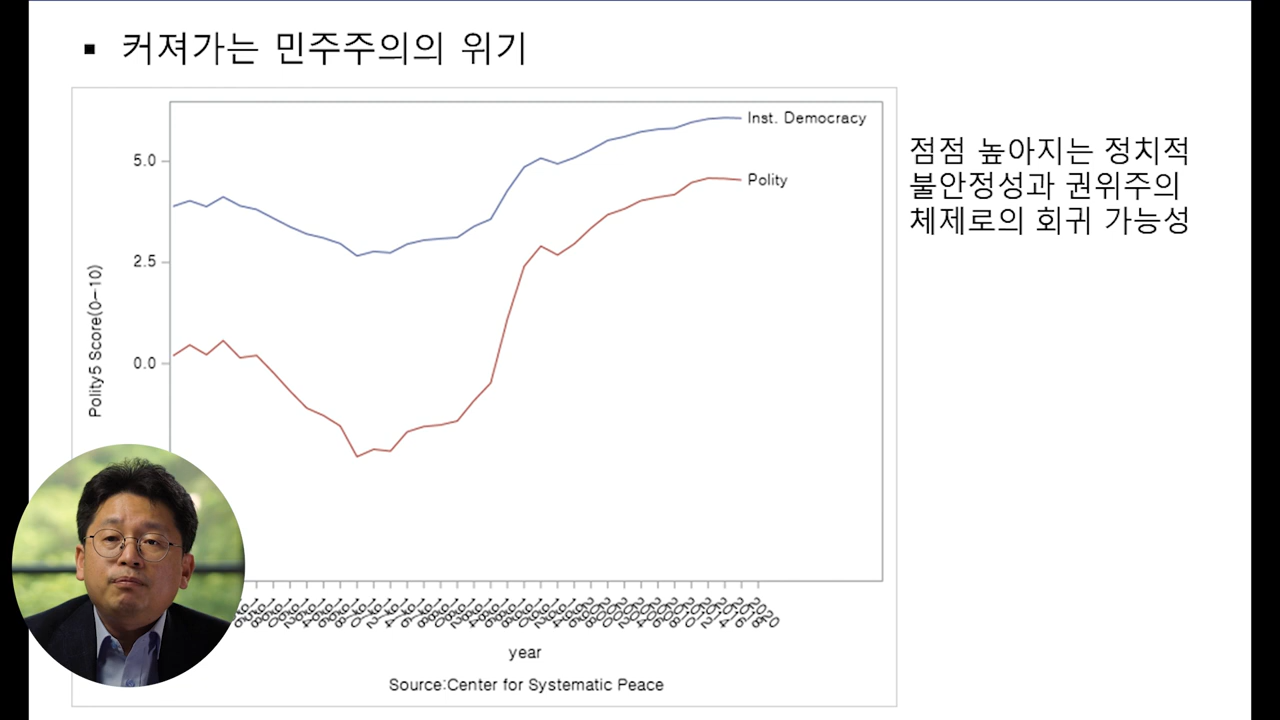 ▪ 커져가는 민주주의의 위기
Inst. Democracy
Polity
5.0
2.5
0.0
Polity5 Score(0-10)
year
Source:Center for Systematic Peace
점점 높아지는 정치적
불안정성과 권위주의
체제로의 회귀 가능성